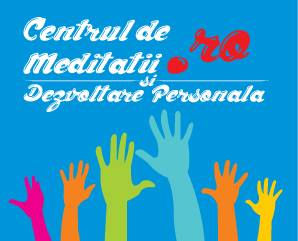 Centrul de
Meditatii .ro
si
Dezvoltare Personala